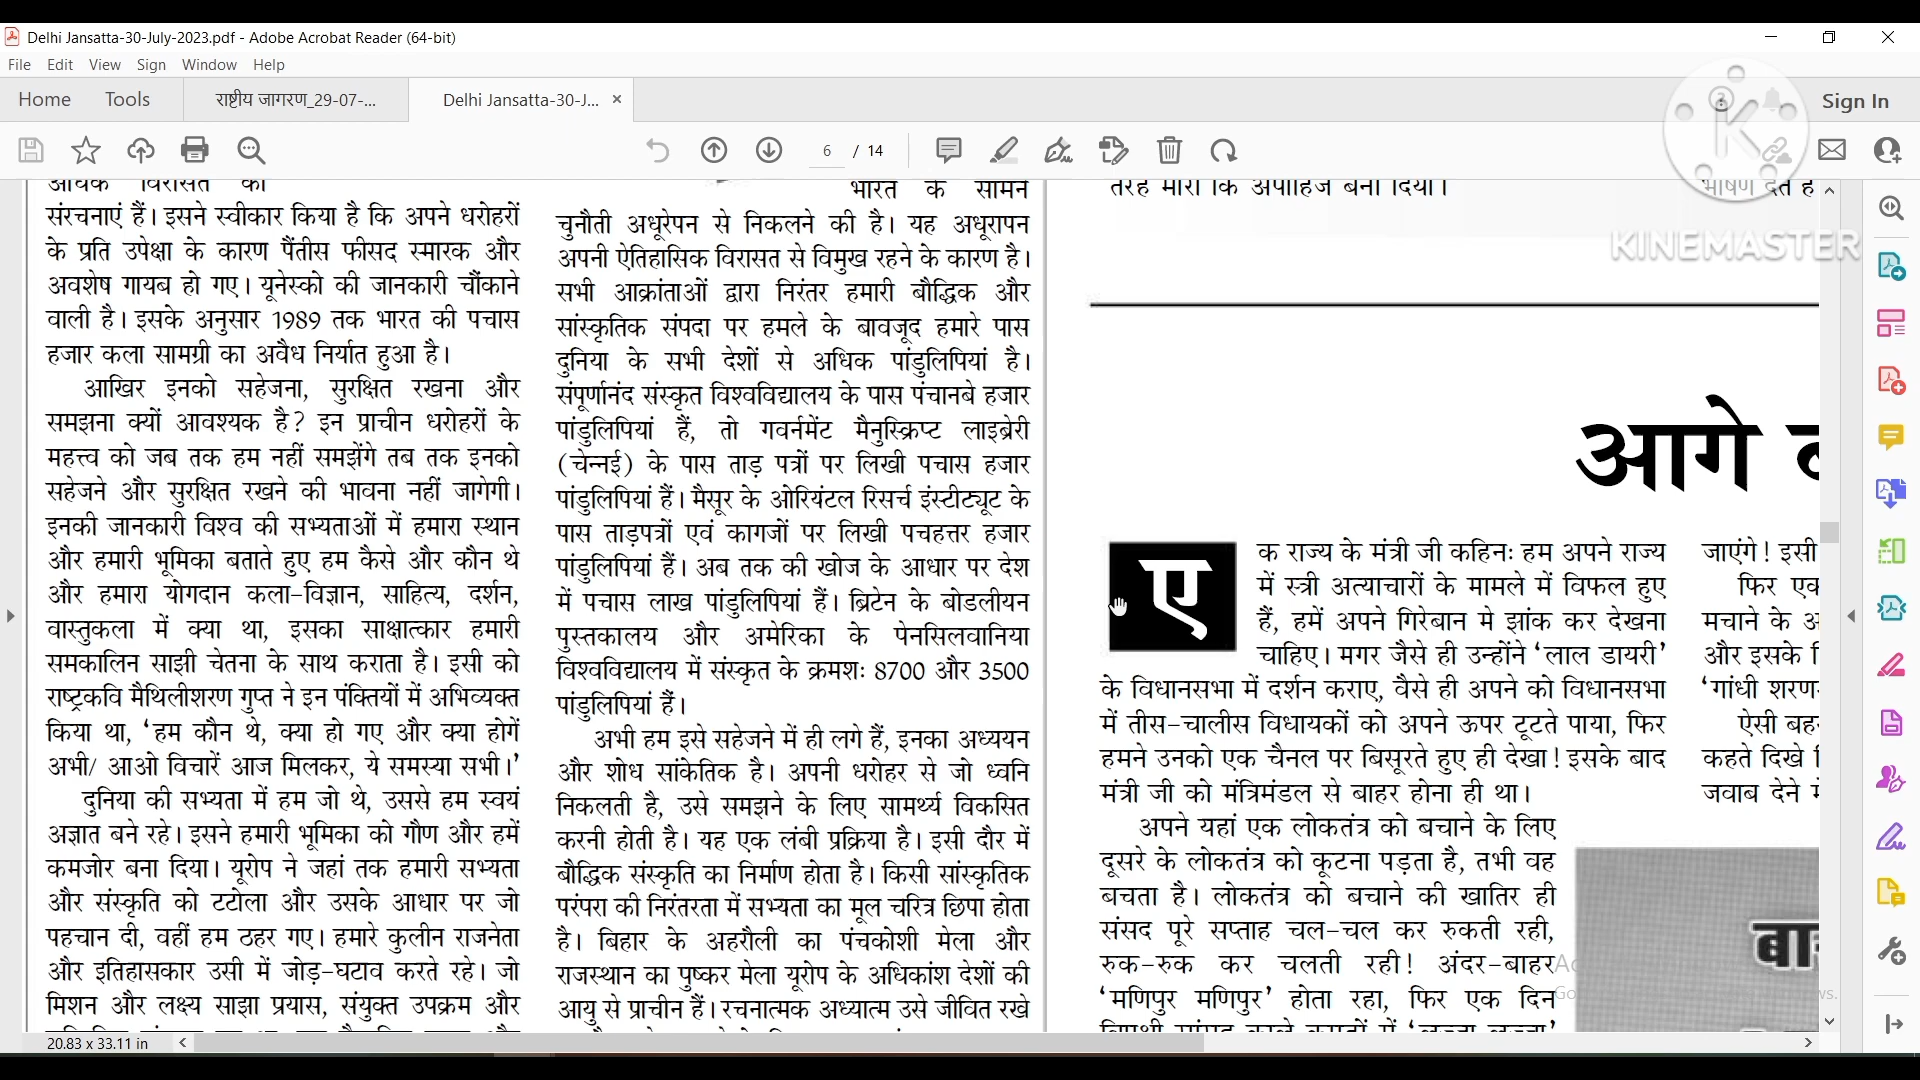 Delhi Jansatta-30-July-2023.pdf - Adobe Acrobat Reader (64-bit)
File Edit View Sign Window Help
Home Tools राष्ट्रीय जागरण_29-07-... Delhi Jansatta-30-J... × Sign In
6 / 14
KINEMASTER
अधिक विरासत की
संरचनाएं हैं। इसने स्वीकार किया है कि अपने धरोहरों
के प्रति उपेक्षा के कारण पैंतीस फीसद स्मारक और
अवशेष गायब हो गए। यूनेस्को की जानकारी चौंकाने
वाली है। इसके अनुसार 1989 तक भारत की पचास
हजार कला सामग्री का अवैध निर्यात हुआ है।
आखिर इनको सहेजना, सुरक्षित रखना और
समझना क्यों आवश्यक है? इन प्राचीन धरोहरों के
महत्त्व को जब तक हम नहीं समझेंगे तब तक इनको
सहेजने और सुरक्षित रखने की भावना नहीं जागेगी।
इनकी जानकारी विश्व की सभ्यताओं में हमारा स्थान
और हमारी भूमिका बताते हुए हम कैसे और कौन थे
और हमारा योगदान कला-विज्ञान, साहित्य, दर्शन,
वास्तुकला में क्या था, इसका साक्षात्कार हमारी
समकालिन साझी चेतना के साथ कराता है। इसी को
राष्ट्रकवि मैथिलीशरण गुप्त ने इन पंक्तियों में अभिव्यक्त
किया था, ‘हम कौन थे, क्या हो गए और क्या होगें
अभी/ आओ विचारें आज मिलकर, ये समस्या सभी।’
दुनिया की सभ्यता में हम जो थे, उससे हम स्वयं
अज्ञात बने रहे। इसने हमारी भूमिका को गौण और हमें
कमजोर बना दिया। यूरोप ने जहां तक हमारी सभ्यता
और संस्कृति को टटोला और उसके आधार पर जो
पहचान दी, वहीं हम ठहर गए। हमारे कुलीन राजनेता
और इतिहासकार उसी में जोड़-घटाव करते रहे। जो
मिशन और लक्ष्य साझा प्रयास, संयुक्त उपक्रम और
भारत के सामने
चुनौती अधूरेपन से निकलने की है। यह अधूरापन
अपनी ऐतिहासिक विरासत से विमुख रहने के कारण है।
सभी आक्रांताओं द्वारा निरंतर हमारी बौद्धिक और
सांस्कृतिक संपदा पर हमले के बावजूद हमारे पास
दुनिया के सभी देशों से अधिक पांडुलिपियां है।
संपूर्णानंद संस्कृत विश्वविद्यालय के पास पंचानबे हजार
पांडुलिपियां हैं, तो गवर्नमेंट मैनुस्क्रिप्ट लाइब्रेरी
(चेन्नई) के पास ताड़ पत्रों पर लिखी पचास हजार
पांडुलिपियां हैं। मैसूर के ओरियंटल रिसर्च इंस्टीट्यूट के
पास ताड़पत्रों एवं कागजों पर लिखी पचहत्तर हजार
पांडुलिपियां हैं। अब तक की खोज के आधार पर देश
में पचास लाख पांडुलिपियां हैं। ब्रिटेन के बोडलीयन
पुस्तकालय और अमेरिका के पेनसिलवानिया
विश्वविद्यालय में संस्कृत के क्रमशः 8700 और 3500
पांडुलिपियां हैं।
अभी हम इसे सहेजने में ही लगे हैं, इनका अध्ययन
और शोध सांकेतिक है। अपनी धरोहर से जो ध्वनि
निकलती है, उसे समझने के लिए सामर्थ्य विकसित
करनी होती है। यह एक लंबी प्रक्रिया है। इसी दौर में
बौद्धिक संस्कृति का निर्माण होता है। किसी सांस्कृतिक
परंपरा की निरंतरता में सभ्यता का मूल चरित्र छिपा होता
है। बिहार के अहरौली का पंचकोशी मेला और
राजस्थान का पुष्कर मेला यूरोप के अधिकांश देशों की
आयु से प्राचीन हैं। रचनात्मक अध्यात्म उसे जीवित रखे
तरह मारा कि अपाहिज बना दिया।
भाषण देते ह
आगे
ए
क राज्य के मंत्री जी कहिनः हम अपने राज्य
में स्त्री अत्याचारों के मामले में विफल हुए
हैं, हमें अपने गिरेबान मे झांक कर देखना
चाहिए। मगर जैसे ही उन्होंने ‘लाल डायरी’
के विधानसभा में दर्शन कराए, वैसे ही अपने को विधानसभा
में तीस-चालीस विधायकों को अपने ऊपर टूटते पाया, फिर
हमने उनको एक चैनल पर बिसूरते हुए ही देखा! इसके बाद
मंत्री जी को मंत्रिमंडल से बाहर होना ही था।
अपने यहां एक लोकतंत्र को बचाने के लिए
दूसरे के लोकतंत्र को कूटना पड़ता है, तभी वह
बचता है। लोकतंत्र को बचाने की खातिर ही
संसद पूरे सप्ताह चल-चल कर रुकती रही,
रुक-रुक कर चलती रही! अंदर-बाहर
‘मणिपुर मणिपुर’ होता रहा, फिर एक दिन
जाएंगे! इसी
फिर एक
मचाने के
और इसके
‘गांधी शरण
ऐसी बह
कहते दिखे
जवाब देने
20.83 x 33.11 in